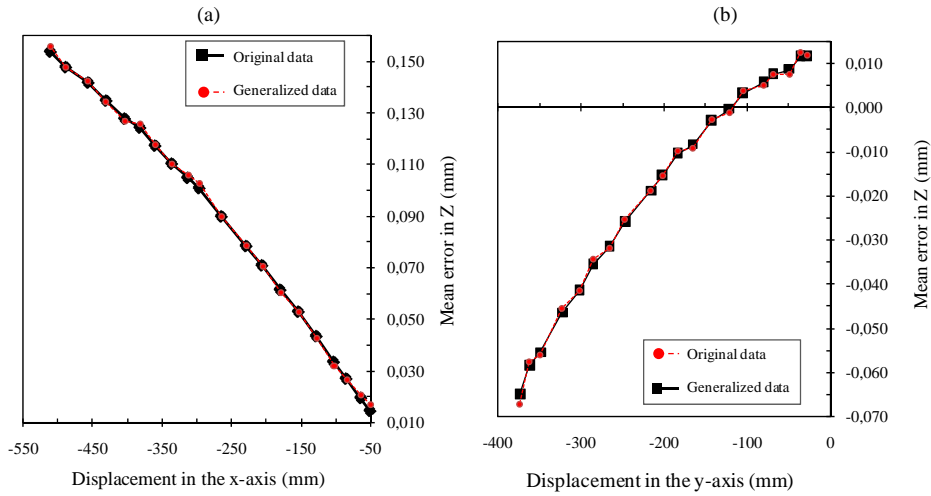 (a)
Original data
Generalized data
0,150
0,130
0,110
0,090
0,070
0,050
0,030
0,010
Mean error in Z (mm)
-550
-450
-350
-250
-150
-50
Displacement in the x-axis (mm)
(b)
0,010
0,000
-0,010
-0,020
-0,030
-0,040
-0,050
-0,060
-0,070
Mean error in Z (mm)
Original data
Generalized data
-400
-300
-200
-100
0
Displacement in the y-axis (mm)